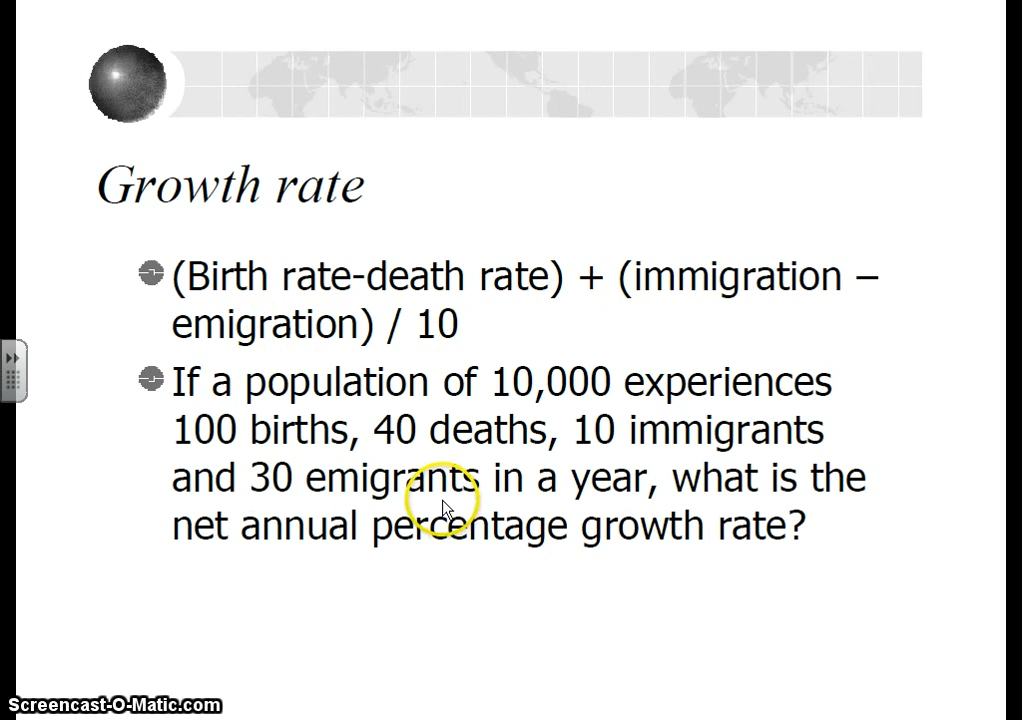 Growth rate
(Birth rate-death rate) + (immigration –
emigration) / 10
If a population of 10,000 experiences
100 births, 40 deaths, 10 immigrants
and 30 emigrants in a year, what is the
net annual percentage growth rate?
Screencast-O-Matic.com